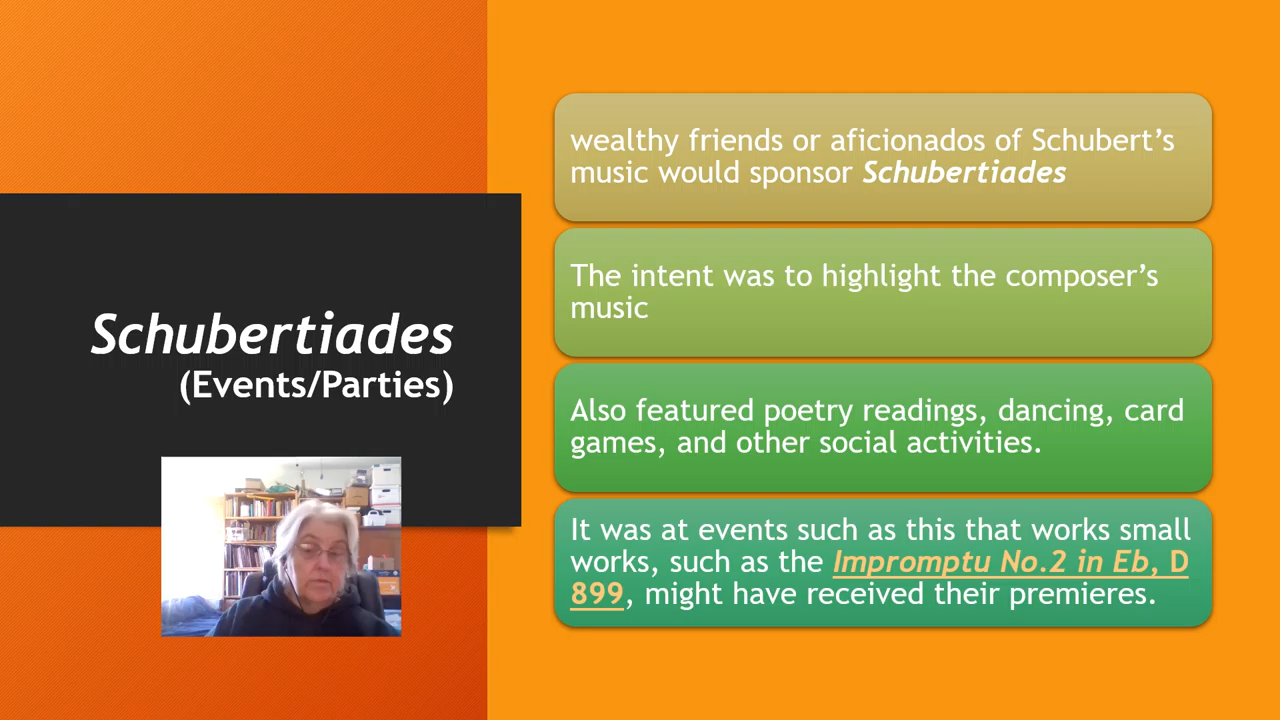 Schubertiades
(Events/Parties)
wealthy friends or aficionados of Schubert’s
music would sponsor Schubertiades
The intent was to highlight the composer’s
music
Also featured poetry readings, dancing, card
games, and other social activities.
It was at events such as this that works small
works, such as the Impromptu No.2 in Eb, D
899, might have received their premieres.